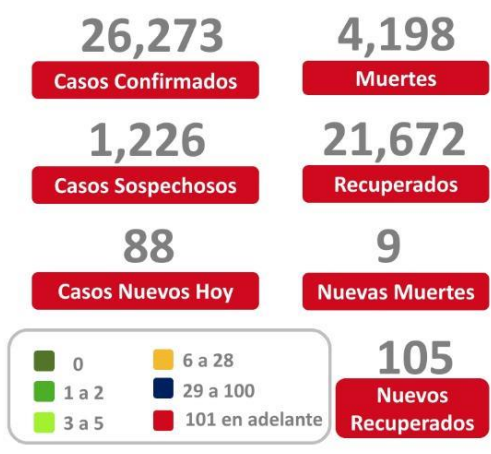 26,273
Casos Confirmados
4,198
Muertes
1,226
Casos Sospechosos
21,672
Recuperados
88
Casos Nuevos Hoy
9
Nuevas Muertes
0
1 a 2
3 a 5
6 a 28
29 a 100
101 en adelante
105
Nuevos
Recuperados